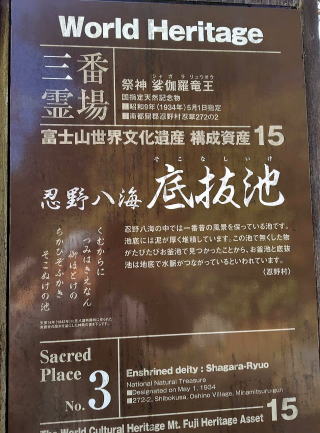 World Heritage
三番
霊場
祭神 娑伽羅竜王
シャガラリュウオウ
国指定天然記念物
■昭和9年(1934年)5月1日指定
■南都留郡忍野村忍草272の2
富士山世界文化遺産 構成資産15
そこなしいけ
忍野八海 底抜池
くむからに
つみはきえなん
御ほとけの
ちかひぞふかき
そこぬけの池
忍野八海の中では一番昔の風景を保っている池です。
池底には泥が厚く堆積しています。この池で無くした物
がたびたびお釜池で見つかったことから、お釜池と底抜
池は地底で水脈がつながっているといわれています。
(忍野村)
Sacred
Place
No. 3
Enshrined deity : Shagara-Ryuo
National Natural Treasure
■Designated on May 1, 1934
■272-2, Shibokusa, Oshino Village, Minamitsuru-gun
The World Cultural Heritage Mt. Fuji Heritage Asset 15